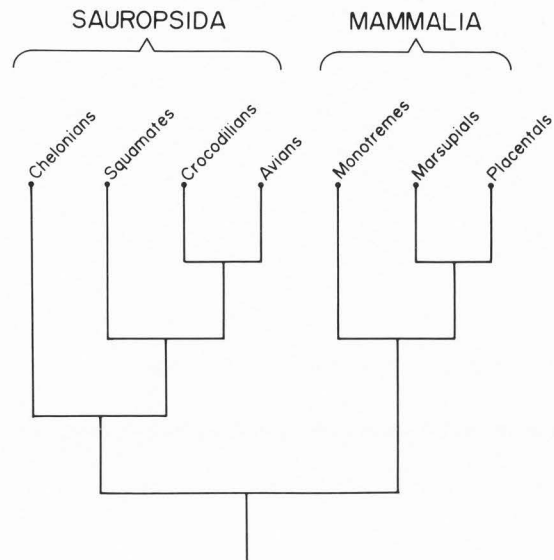 SAUROPSIDA
MAMMALIA
Chelonians
Squamates
Crocodilians
Avians
Monotremes
Marsupials
Placentals